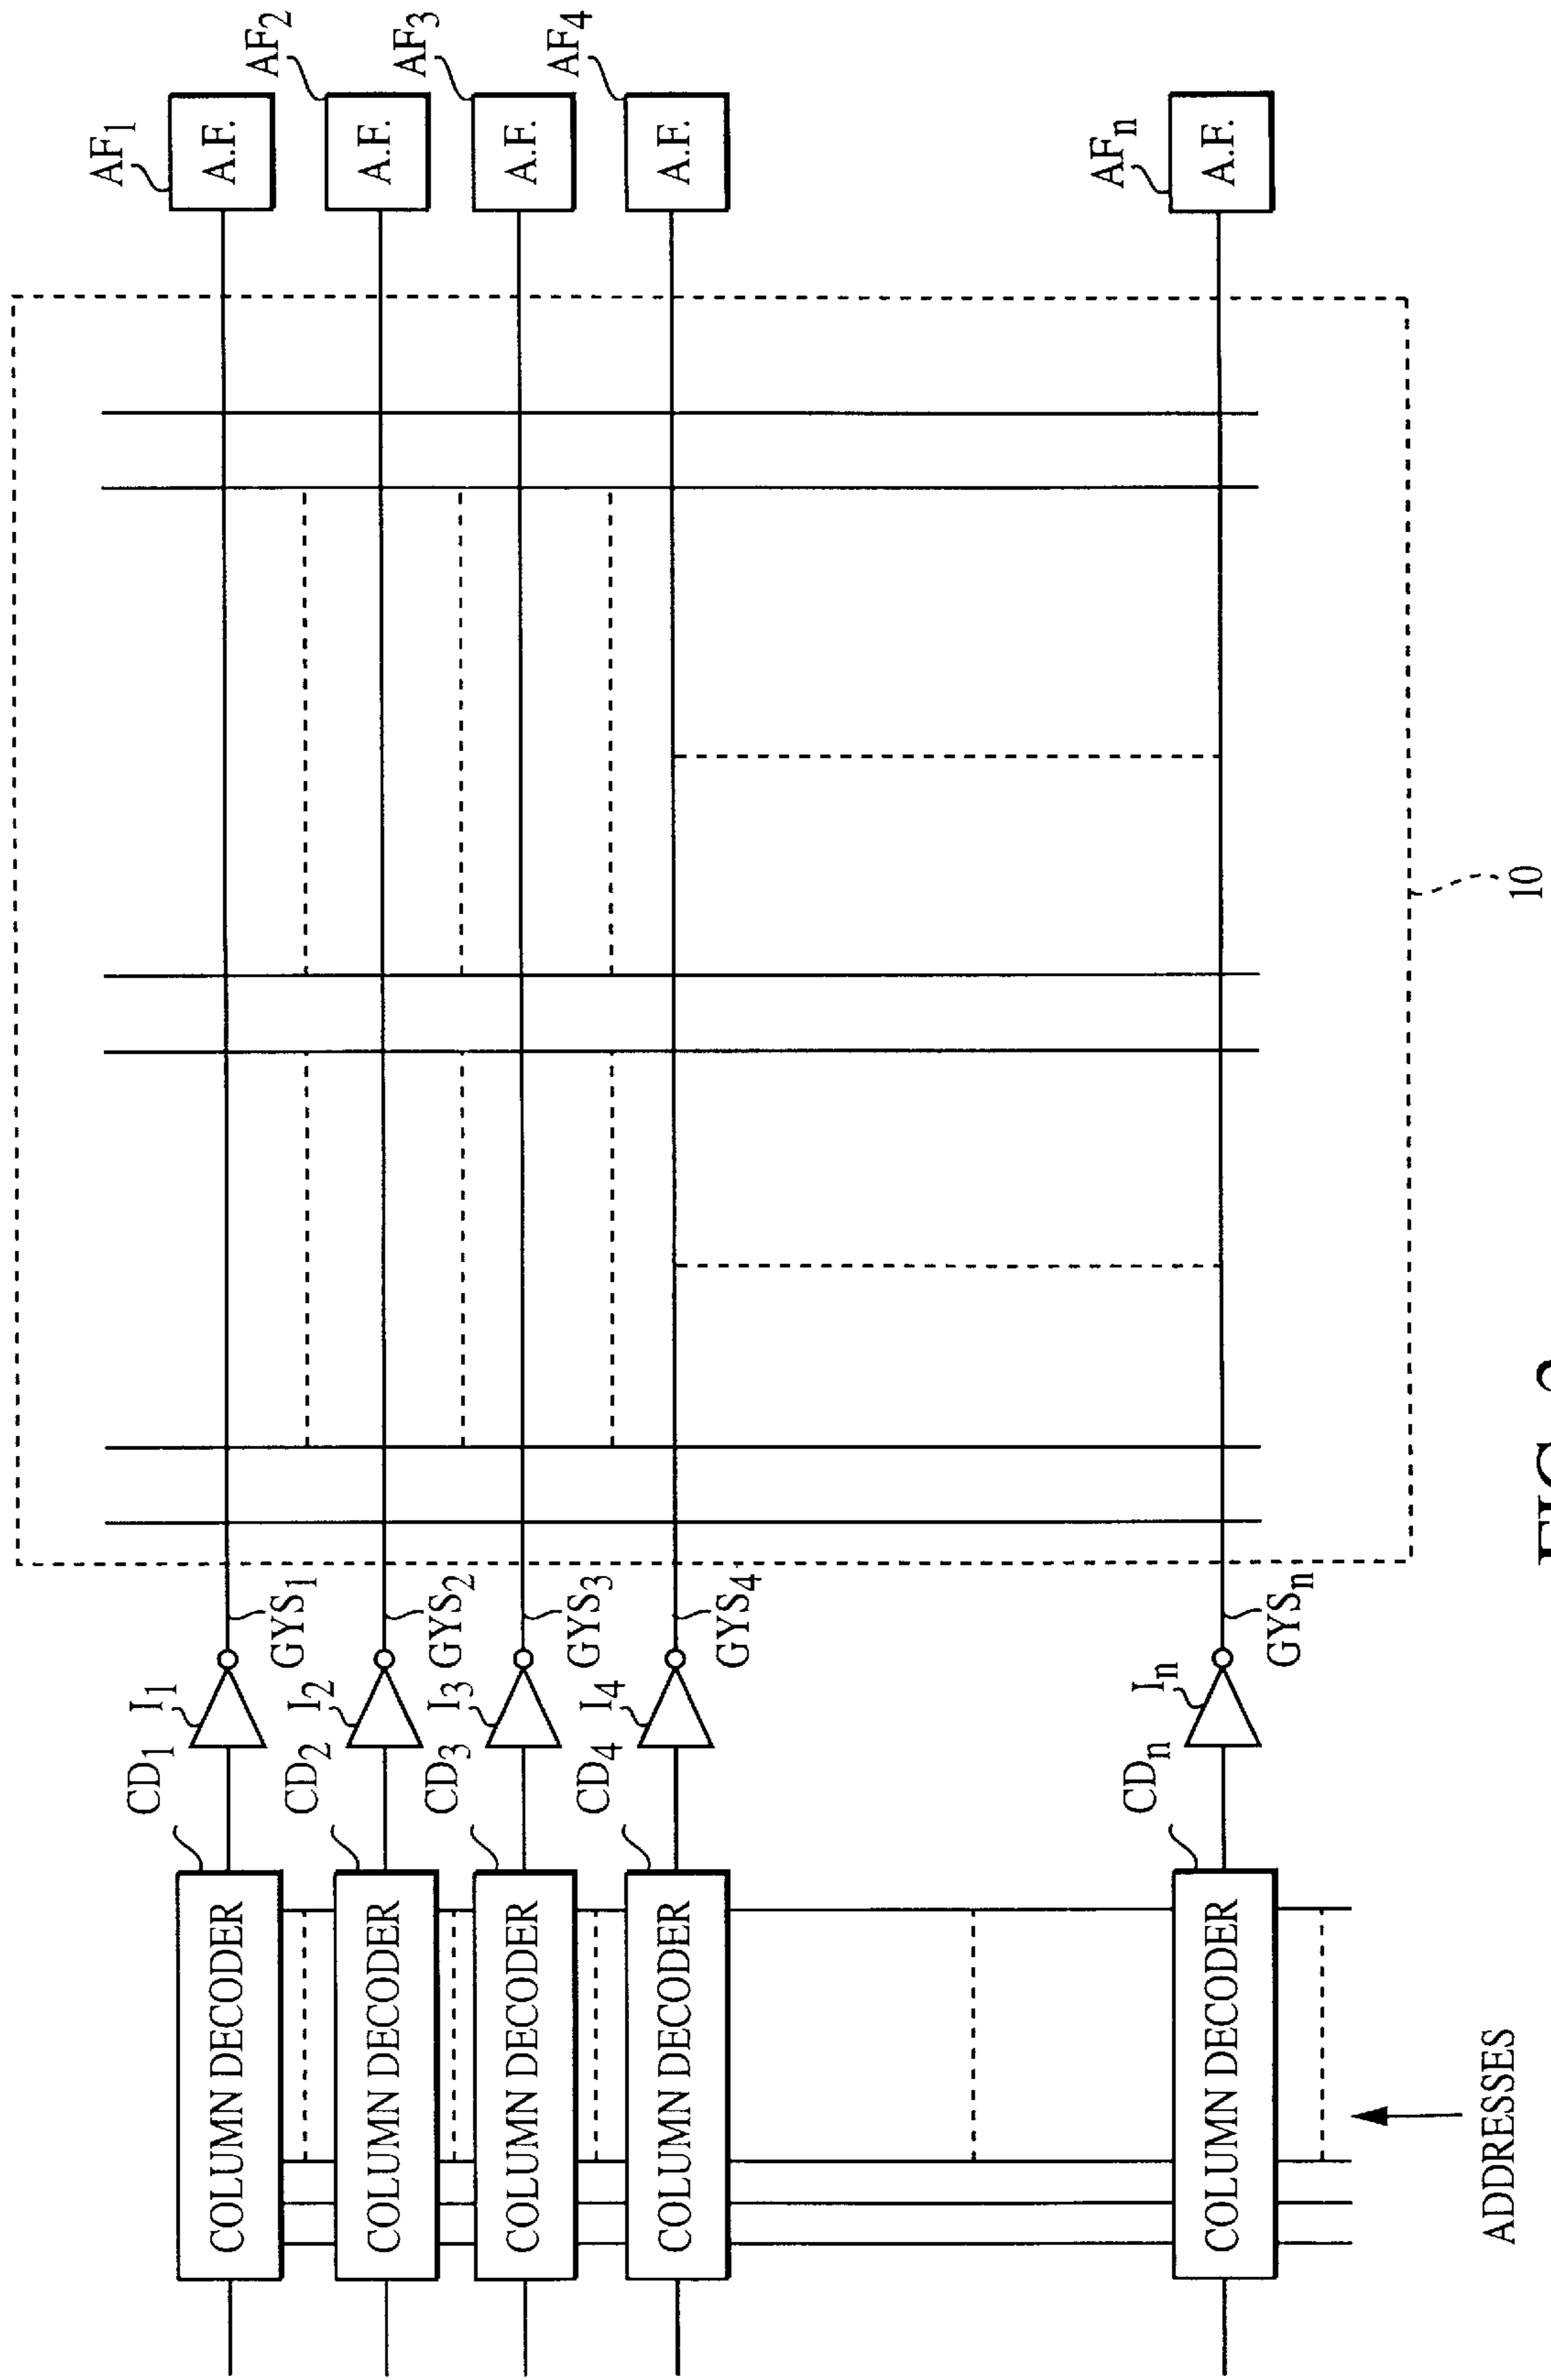 AF1
A.F.
AF2
A.F.
AF3
A.F.
AF4
A.F.
AFn
A.F.
10
GYS1
GYS2
GYS3
GYS4
GYSn
I1
I2
I3
I4
In
CD1
CD2
CD3
CD4
CDn
COLUMN DECODER
COLUMN DECODER
COLUMN DECODER
COLUMN DECODER
COLUMN DECODER
ADDRESSES
FIG.